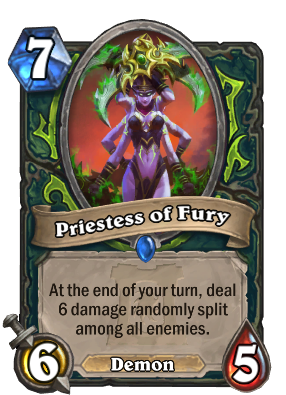 7
Priestess of Fury
At the end of your turn, deal
6 damage randomly split
among all enemies.
6
Demon
5